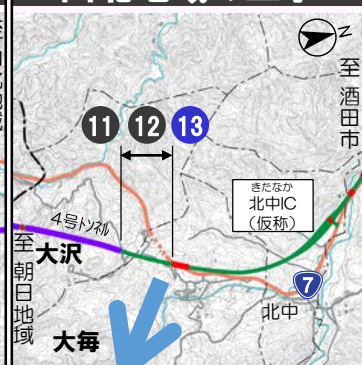 N
至 酒田市
11 12 13
きたなか
北中IC
(仮称)
4号トンネル
大沢
至 朝日地域
7
北中
大毎